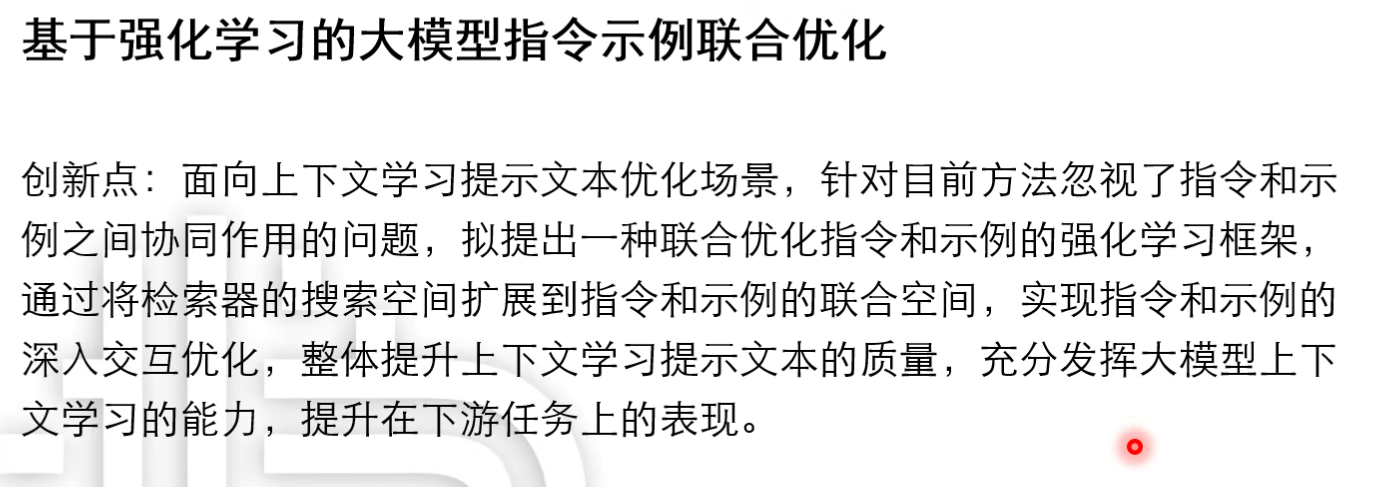 基于强化学习的大模型指令示例联合优化
创新点：面向上下文学习提示文本优化场景，针对目前方法忽视了指令和示
例之间协同作用的问题，拟提出一种联合优化指令和示例的强化学习框架，
通过将检索器的搜索空间扩展到指令和示例的联合空间，实现指令和示例的
深入交互优化，整体提升上下文学习提示文本的质量，充分发挥大模型上下
文学习的能力，提升在下游任务上的表现。